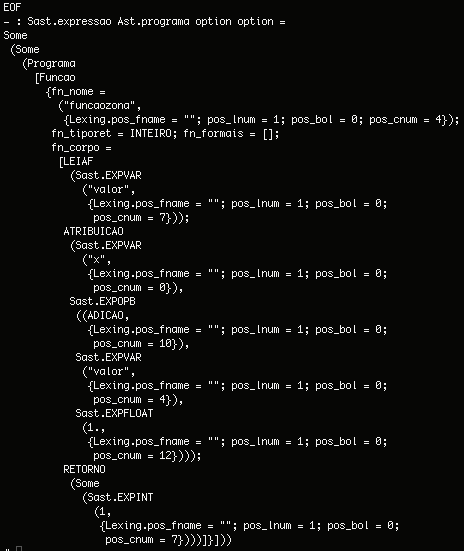 EOF
- : Sast.expressao Ast.programa option option =
Some
(Some
(Programa
[Funcao
{fn_nome =
("funcaozona",
{Lexing.pos_fname = ""; pos_lnum = 1; pos_bol = 0; pos_cnum = 4});
fn_tiporet = INTEIRO; fn_formais = [];
fn_corpo =
[LEIAF
(Sast.EXPVAR
("valor",
{Lexing.pos_fname = ""; pos_lnum = 1; pos_bol = 0;
pos_cnum = 7}));
ATRIBUICAO
(Sast.EXPVAR
("x",
{Lexing.pos_fname = ""; pos_lnum = 1; pos_bol = 0;
pos_cnum = 0}),
Sast.EXPOPB
((ADICAO,
{Lexing.pos_fname = ""; pos_lnum = 1; pos_bol = 0;
pos_cnum = 10}),
Sast.EXPVAR
("valor",
{Lexing.pos_fname = ""; pos_lnum = 1; pos_bol = 0;
pos_cnum = 4}),
Sast.EXPFLOAT
(1.,
{Lexing.pos_fname = ""; pos_lnum = 1; pos_bol = 0;
pos_cnum = 12})));
RETORNO
(Some
(Sast.EXPINT
(1,
{Lexing.pos_fname = ""; pos_lnum = 1; pos_bol = 0;
pos_cnum = 7})))]}]))